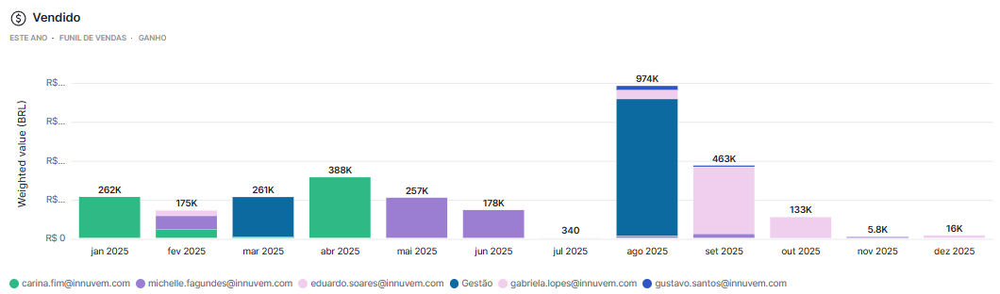 Vendido
ESTE ANO · FUNIL DE VENDAS · GANHO
Weighted value (BRL)
R$...
R$...
R$...
R$...
R$ 0
262K
175K
261K
388K
257K
178K
340
974K
463K
133K
5.8K
16K
jan 2025
fev 2025
mar 2025
abr 2025
mai 2025
jun 2025
jul 2025
ago 2025
set 2025
out 2025
nov 2025
dez 2025
carina.fim@innuvem.com michelle.fagundes@innuvem.com eduardo.soares@innuvem.com Gestão gabriela.lopes@innuvem.com gustavo.santos@innuvem.com